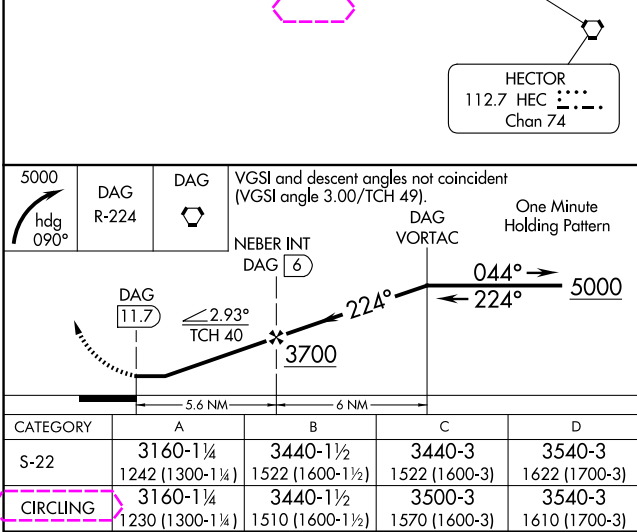 HECTOR
112.7 HEC
Chan 74
5000
hdg
090°
DAG
R-224
DAG
VGSI and descent angles not coincident
(VGSI angle 3.00/TCH 49).
DAG
VORTAC
One Minute
Holding Pattern
NEBER INT
DAG 6
044°
224°
5000
224°
DAG
11.7
2.93°
TCH 40
3700
5.6 NM
6 NM
CATEGORY A B C D
S-22 3160-1¼ 3440-1½ 3440-3 3540-3
1242 (1300-1¼) 1522 (1600-1½) 1522 (1600-3) 1622 (1700-3)
CIRCLING 3160-1¼ 3440-1½ 3500-3 3540-3
1230 (1300-1¼) 1510 (1600-1½) 1570 (1600-3) 1610 (1700-3)